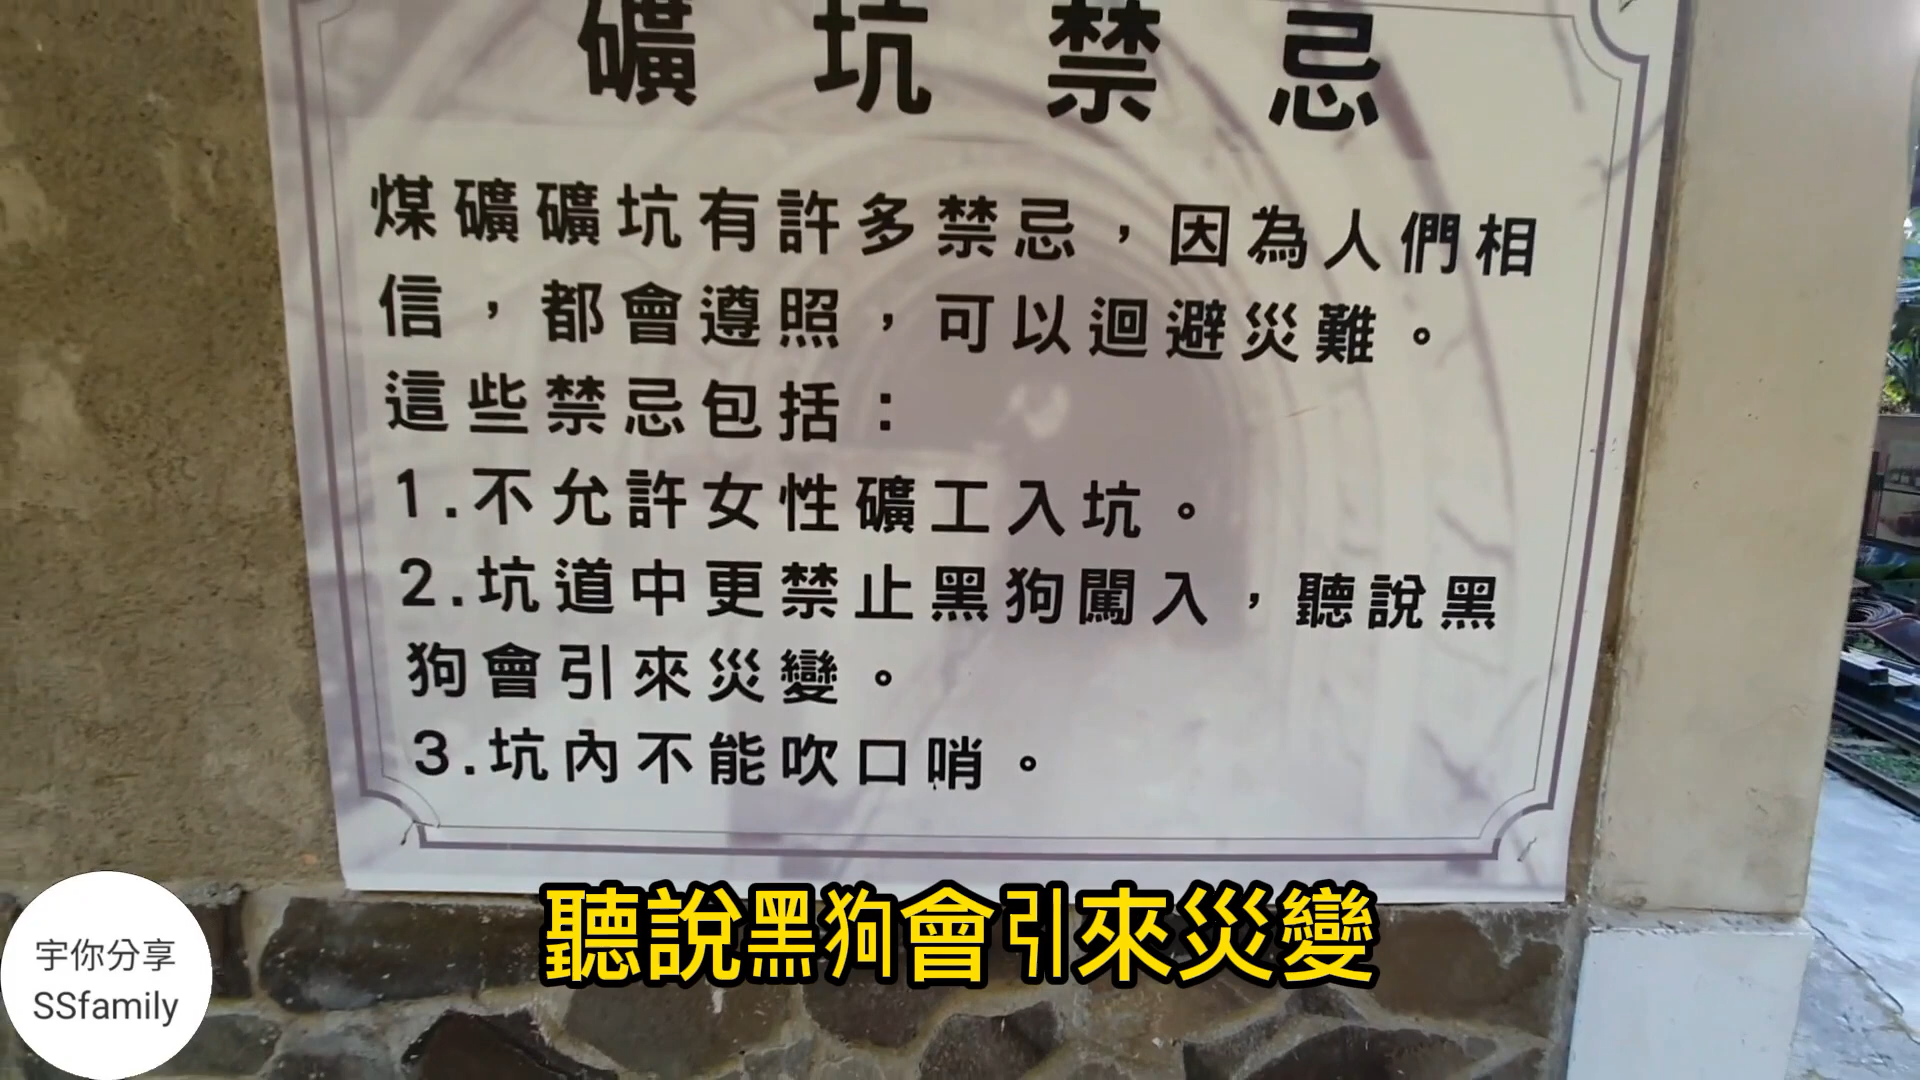 礦坑禁忌
煤礦礦坑有許多禁忌，因為人們相
信，都會遵照，可以迴避災難。
這些禁忌包括：
1.不允許女性礦工入坑。
2.坑道中更禁止黑狗闖入，聽說黑
狗會引來災變。
3.坑內不能吹口哨。
聽說黑狗會引來災變
宇你分享
SSfamily